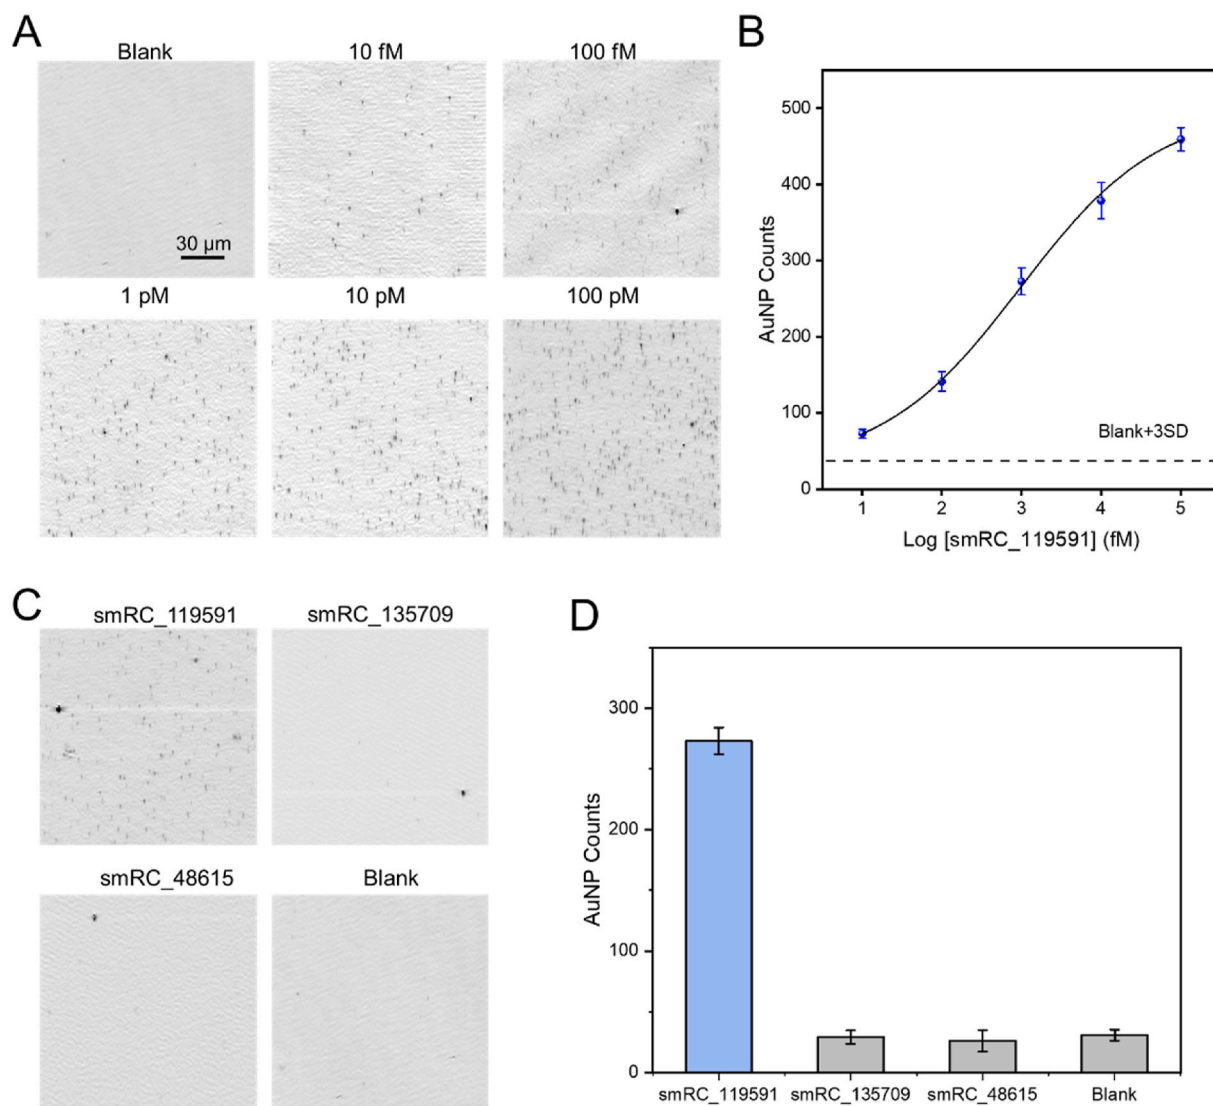 A
Blank
10 fM
100 fM
30 µm
1 pM
10 pM
100 pM
B
500
400
300
200
100
0
AuNP Counts
Blank+3SD
1 2 3 4 5
Log [smRC_119591] (fM)
C
smRC_119591
smRC_135709
smRC_48615
Blank
D
300
200
100
0
AuNP Counts
smRC_119591 smRC_135709 smRC_48615 Blank